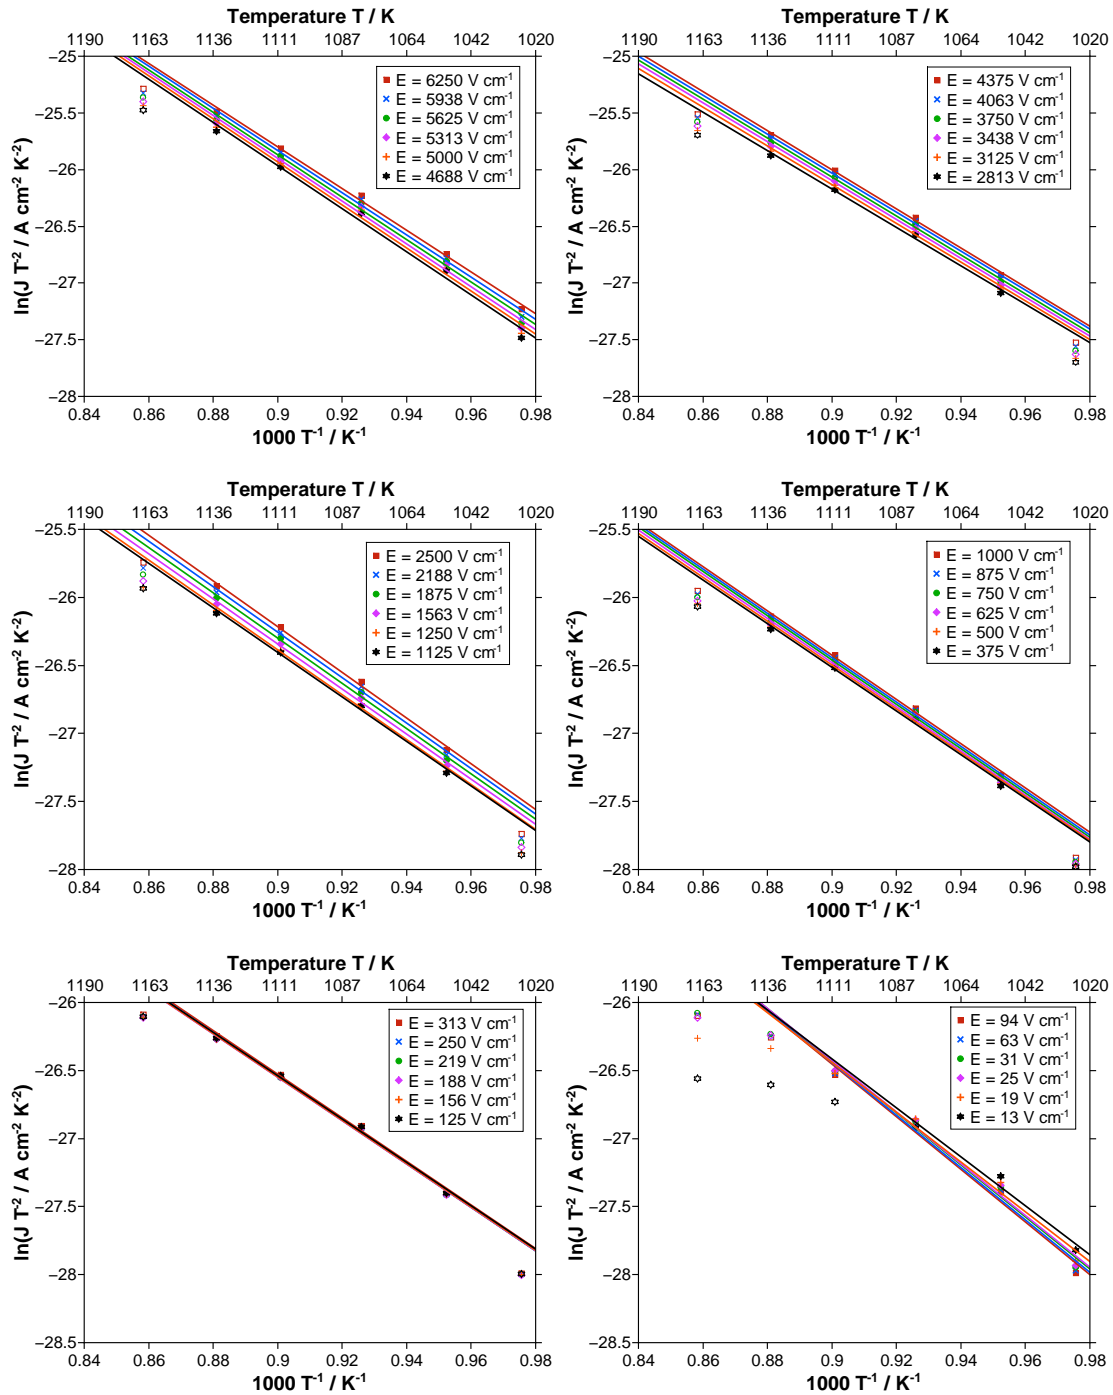 Temperature T / K
1190 1163 1136 1111 1087 1064 1042 1020
−25
−25.5
−26
−26.5
−27
−27.5
−28
ln(J T⁻² / A cm⁻² K⁻²)
E = 6250 V cm⁻¹
E = 5938 V cm⁻¹
E = 5625 V cm⁻¹
E = 5313 V cm⁻¹
E = 5000 V cm⁻¹
E = 4688 V cm⁻¹
0.84 0.86 0.88 0.9 0.92 0.94 0.96 0.98
1000 T⁻¹ / K⁻¹
Temperature T / K
1190 1163 1136 1111 1087 1064 1042 1020
−25
−25.5
−26
−26.5
−27
−27.5
−28
ln(J T⁻² / A cm⁻² K⁻²)
E = 4375 V cm⁻¹
E = 4063 V cm⁻¹
E = 3750 V cm⁻¹
E = 3438 V cm⁻¹
E = 3125 V cm⁻¹
E = 2813 V cm⁻¹
0.84 0.86 0.88 0.9 0.92 0.94 0.96 0.98
1000 T⁻¹ / K⁻¹
Temperature T / K
1190 1163 1136 1111 1087 1064 1042 1020
−25.5
−26
−26.5
−27
−27.5
−28
ln(J T⁻² / A cm⁻² K⁻²)
E = 2500 V cm⁻¹
E = 2188 V cm⁻¹
E = 1875 V cm⁻¹
E = 1563 V cm⁻¹
E = 1250 V cm⁻¹
E = 1125 V cm⁻¹
0.84 0.86 0.88 0.9 0.92 0.94 0.96 0.98
1000 T⁻¹ / K⁻¹
Temperature T / K
1190 1163 1136 1111 1087 1064 1042 1020
−25.5
−26
−26.5
−27
−27.5
−28
ln(J T⁻² / A cm⁻² K⁻²)
E = 1000 V cm⁻¹
E = 875 V cm⁻¹
E = 750 V cm⁻¹
E = 625 V cm⁻¹
E = 500 V cm⁻¹
E = 375 V cm⁻¹
0.84 0.86 0.88 0.9 0.92 0.94 0.96 0.98
1000 T⁻¹ / K⁻¹
Temperature T / K
1190 1163 1136 1111 1087 1064 1042 1020
−26
−26.5
−27
−27.5
−28
−28.5
ln(J T⁻² / A cm⁻² K⁻²)
E = 313 V cm⁻¹
E = 250 V cm⁻¹
E = 219 V cm⁻¹
E = 188 V cm⁻¹
E = 156 V cm⁻¹
E = 125 V cm⁻¹
0.84 0.86 0.88 0.9 0.92 0.94 0.96 0.98
1000 T⁻¹ / K⁻¹
Temperature T / K
1190 1163 1136 1111 1087 1064 1042 1020
−26
−26.5
−27
−27.5
−28
−28.5
ln(J T⁻² / A cm⁻² K⁻²)
E = 94 V cm⁻¹
E = 63 V cm⁻¹
E = 31 V cm⁻¹
E = 25 V cm⁻¹
E = 19 V cm⁻¹
E = 13 V cm⁻¹
0.84 0.86 0.88 0.9 0.92 0.94 0.96 0.98
1000 T⁻¹ / K⁻¹